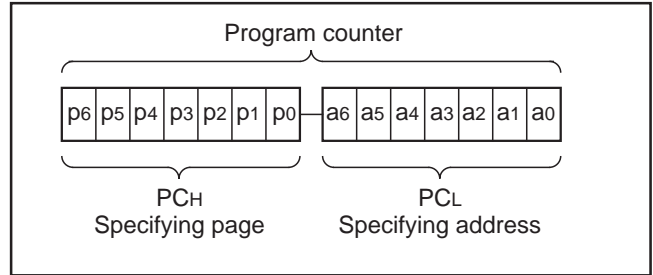 Program counter
p6 p5 p4 p3 p2 p1 p0 a6 a5 a4 a3 a2 a1 a0
PCH PCL
Specifying page Specifying address